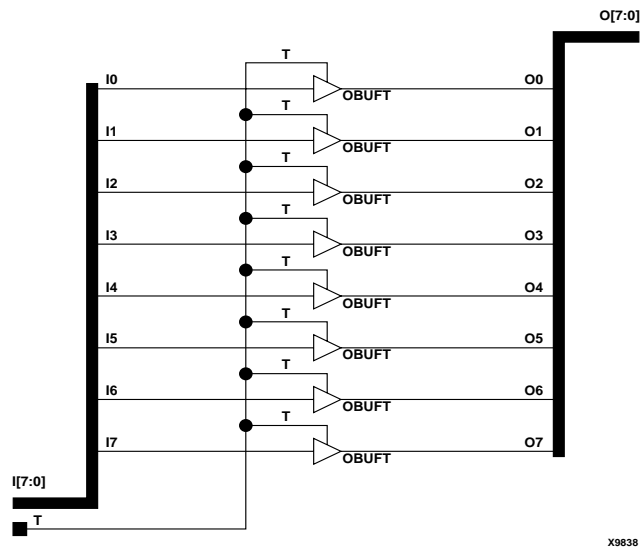 O[7:0]
T
I0 OBUFT O0
T
I1 OBUFT O1
T
I2 OBUFT O2
T
I3 OBUFT O3
T
I4 OBUFT O4
T
I5 OBUFT O5
T
I6 OBUFT O6
T
I7 OBUFT O7
I[7:0]
T
X9838